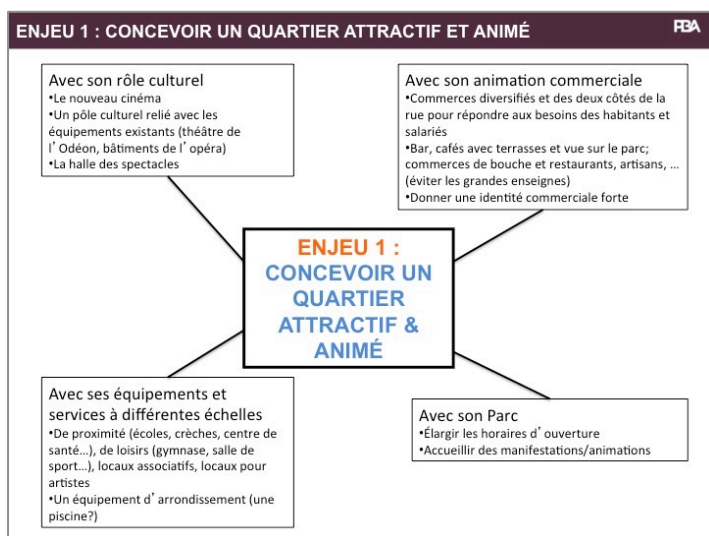 ENJEU 1 : CONCEVOIR UN QUARTIER ATTRACTIF ET ANIMÉ
PBA
Avec son rôle culturel
•Le nouveau cinéma
•Un pôle culturel relié avec les
équipements existants (théâtre de
l’Odéon, bâtiments de l’opéra)
•La halle des spectacles
Avec son animation commerciale
•Commerces diversifiés et des deux côtés de la
rue pour répondre aux besoins des habitants et
salariés
•Bar, cafés avec terrasses et vue sur le parc;
commerces de bouche et restaurants, artisans, …
(éviter les grandes enseignes)
•Donner une identité commerciale forte
ENJEU 1 :
CONCEVOIR UN
QUARTIER
ATTRACTIF &
ANIMÉ
Avec ses équipements et
services à différentes échelles
•De proximité (écoles, crèches, centre de
santé…), de loisirs (gymnase, salle de
sport…), locaux associatifs, locaux pour
artistes
•Un équipement d’arrondissement (une
piscine?)
Avec son Parc
•Élargir les horaires d’ouverture
•Accueillir des manifestations/animations